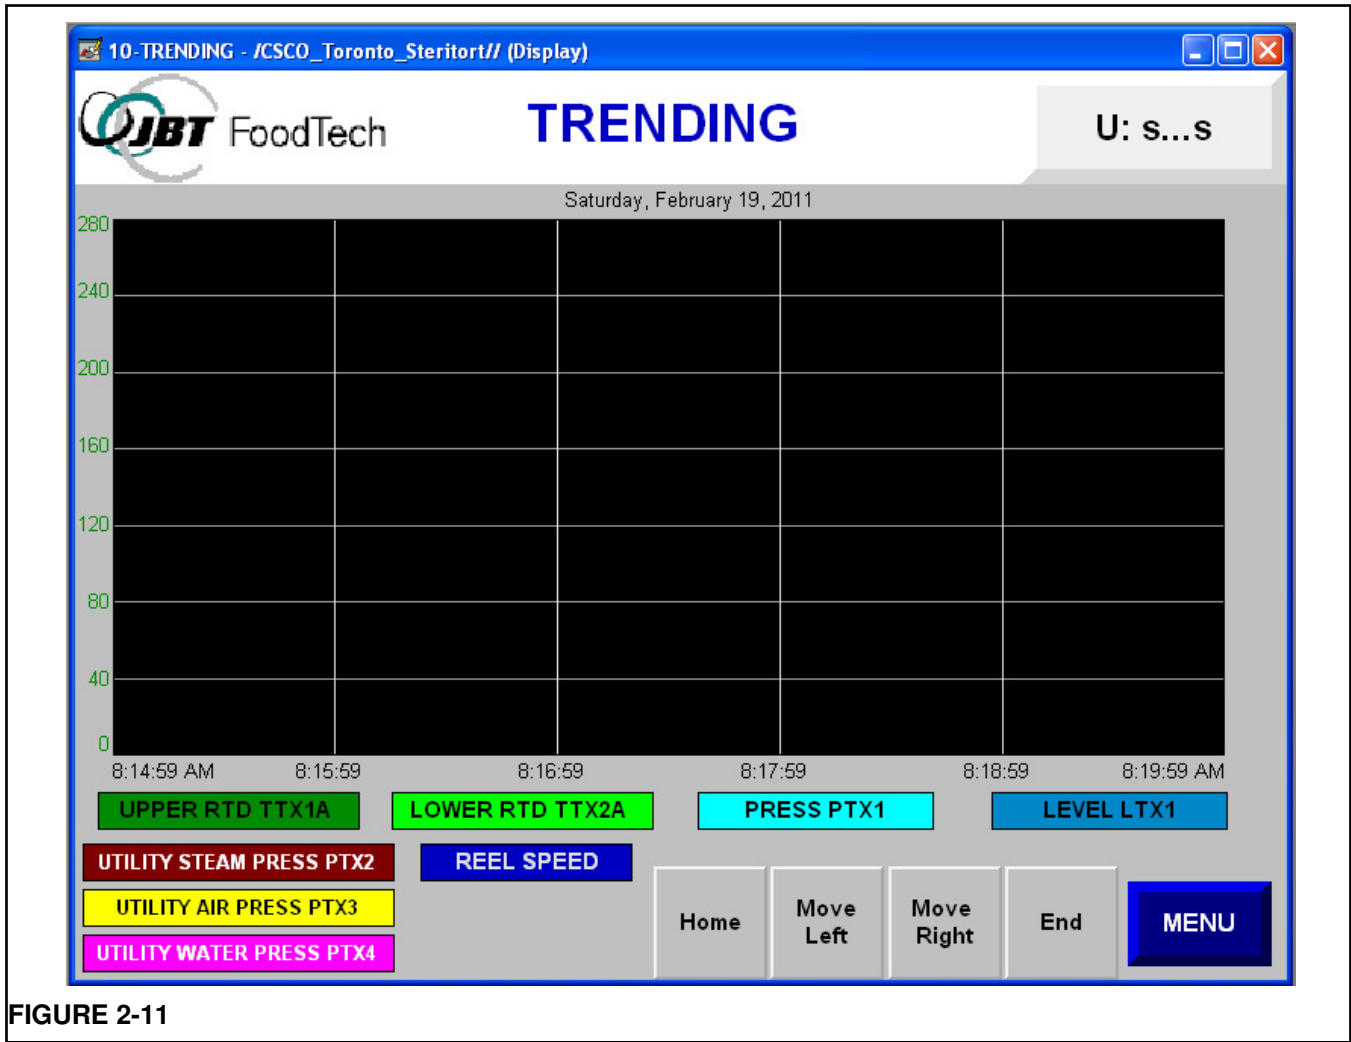 10-TRENDING - /CSCO_Toronto_Steritort// (Display)
JBT FoodTech
TRENDING
U: s...s
Saturday, February 19, 2011
280
240
200
160
120
80
40
0
8:14:59 AM 8:15:59 8:16:59 8:17:59 8:18:59 8:19:59 AM
UPPER RTD TTX1A LOWER RTD TTX2A PRESS PTX1 LEVEL LTX1
UTILITY STEAM PRESS PTX2 REEL SPEED
UTILITY AIR PRESS PTX3
UTILITY WATER PRESS PTX4
Home
Move
Left
Move
Right
End
MENU
FIGURE 2-11